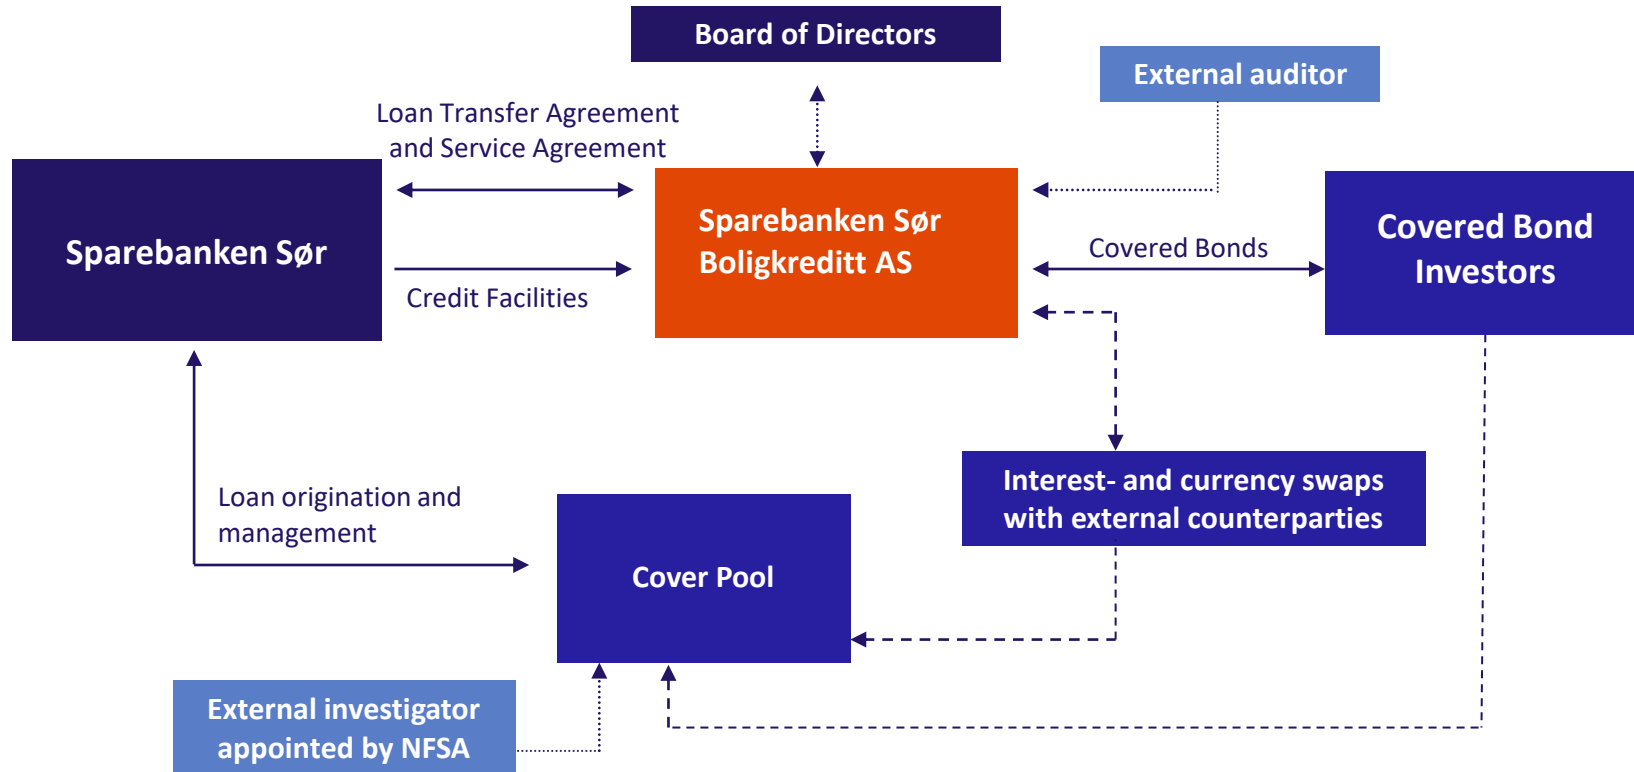 Board of Directors
External auditor
Loan Transfer Agreement
and Service Agreement
Sparebanken Sør
Sparebanken Sør
Boligkreditt AS
Covered Bonds
Covered Bond
Investors
Credit Facilities
Interest- and currency swaps
with external counterparties
Loan origination and
management
Cover Pool
External investigator
appointed by NFSA